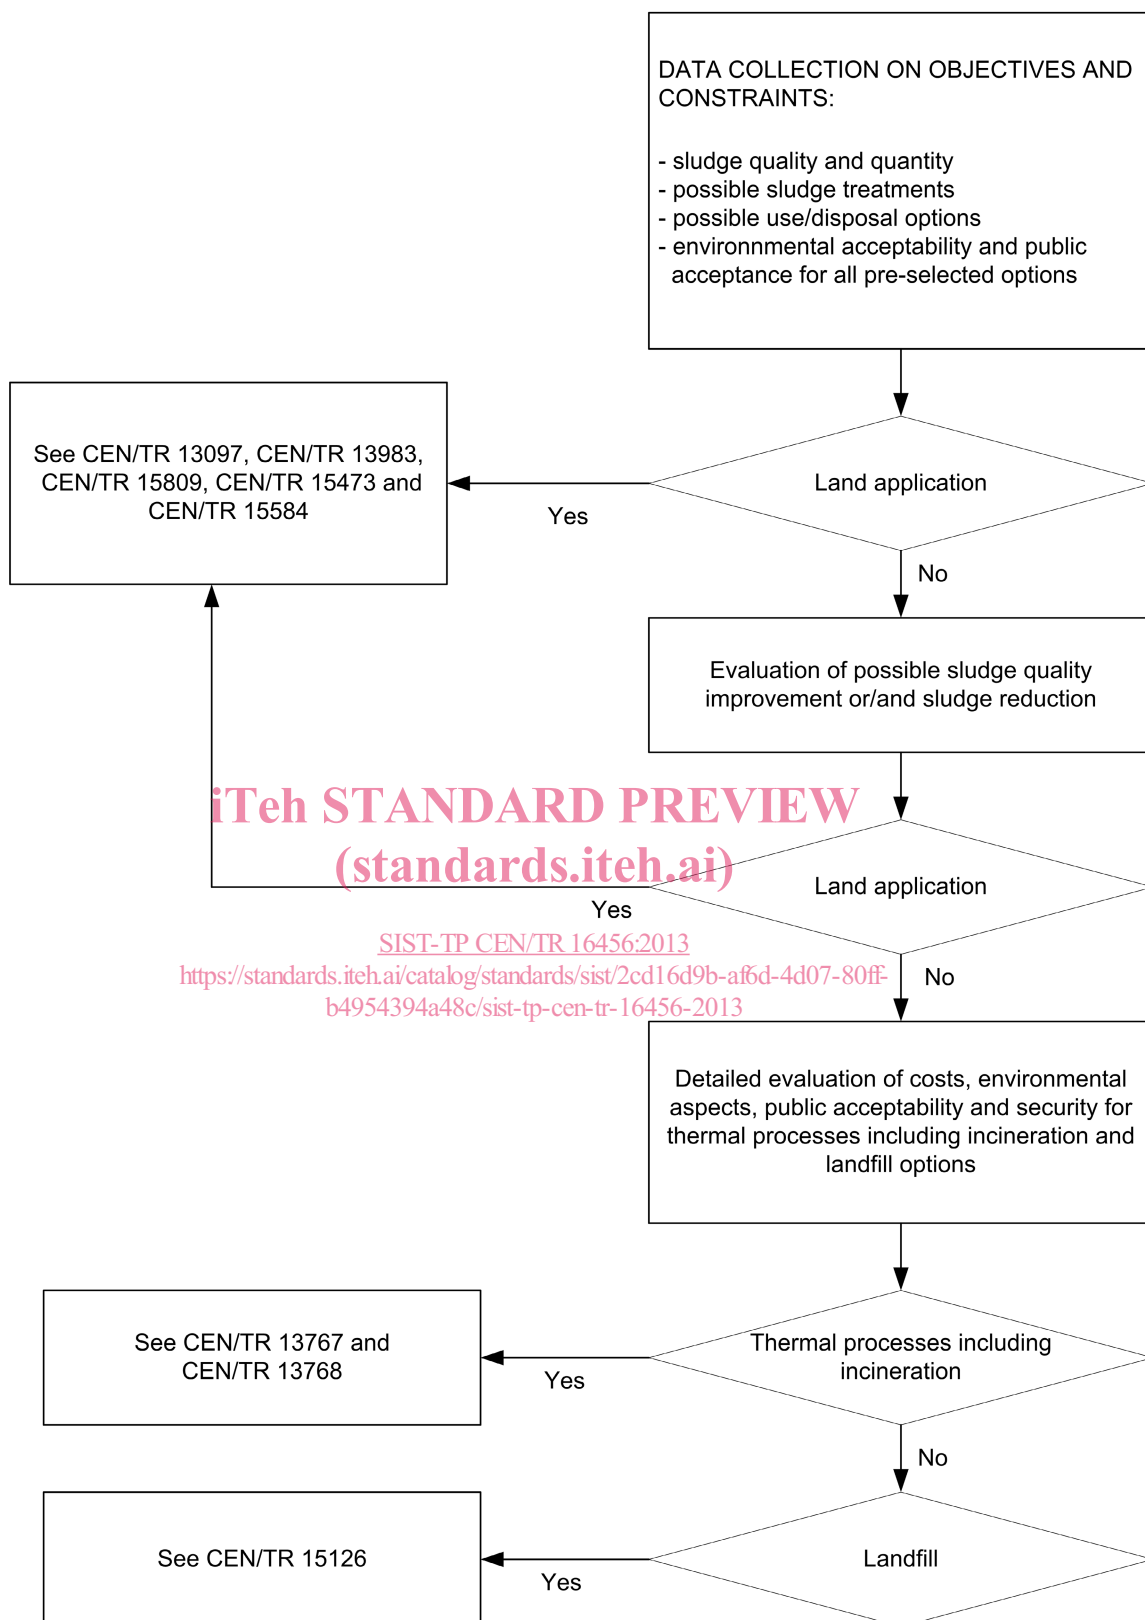 DATA COLLECTION ON OBJECTIVES AND
CONSTRAINTS:
- sludge quality and quantity
- possible sludge treatments
- possible use/disposal options
- environnmental acceptability and public
acceptance for all pre-selected options
See CEN/TR 13097, CEN/TR 13983,
CEN/TR 15809, CEN/TR 15473 and
CEN/TR 15584
Land application
Yes
No
Evaluation of possible sludge quality
improvement or/and sludge reduction
iTeh STANDARD PREVIEW
(standards.iteh.ai)
Land application
Yes
SIST-TP CEN/TR 16456:2013
https://standards.iteh.ai/catalog/standards/sist/2cd16d9b-af6d-4d07-80ff-
b4954394a48c/sist-tp-cen-tr-16456-2013
No
Detailed evaluation of costs, environmental
aspects, public acceptability and security for
thermal processes including incineration and
landfill options
See CEN/TR 13767 and
CEN/TR 13768
Thermal processes including
incineration
Yes
No
See CEN/TR 15126
Landfill
Yes